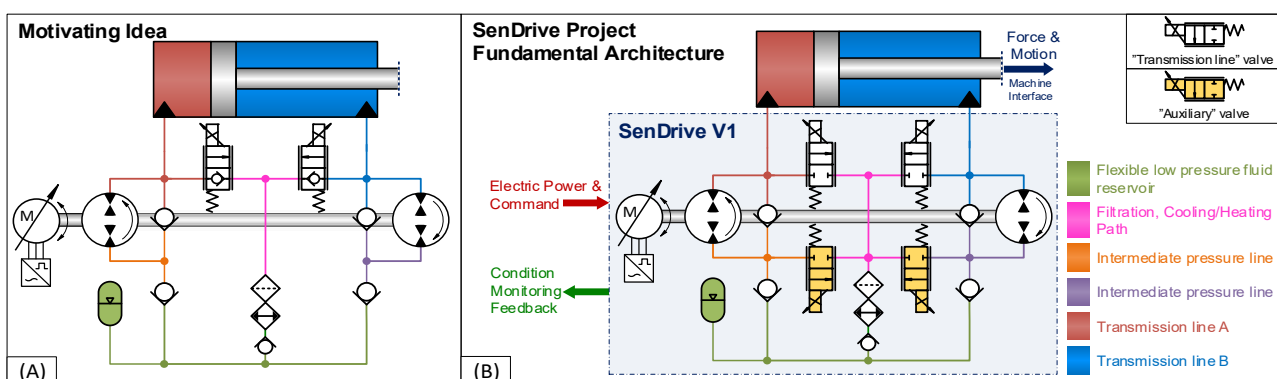 Motivating Idea
M
(A)
SenDrive Project
Fundamental Architecture
Force &
Motion
Machine
Interface
SenDrive V1
Electric Power &
Command
M
Condition
Monitoring
Feedback
(B)
"Transmission line" valve
"Auxiliary" valve
Flexible low pressure fluid
reservoir
Filtration, Cooling/Heating
Path
Intermediate pressure line
Intermediate pressure line
Transmission line A
Transmission line B